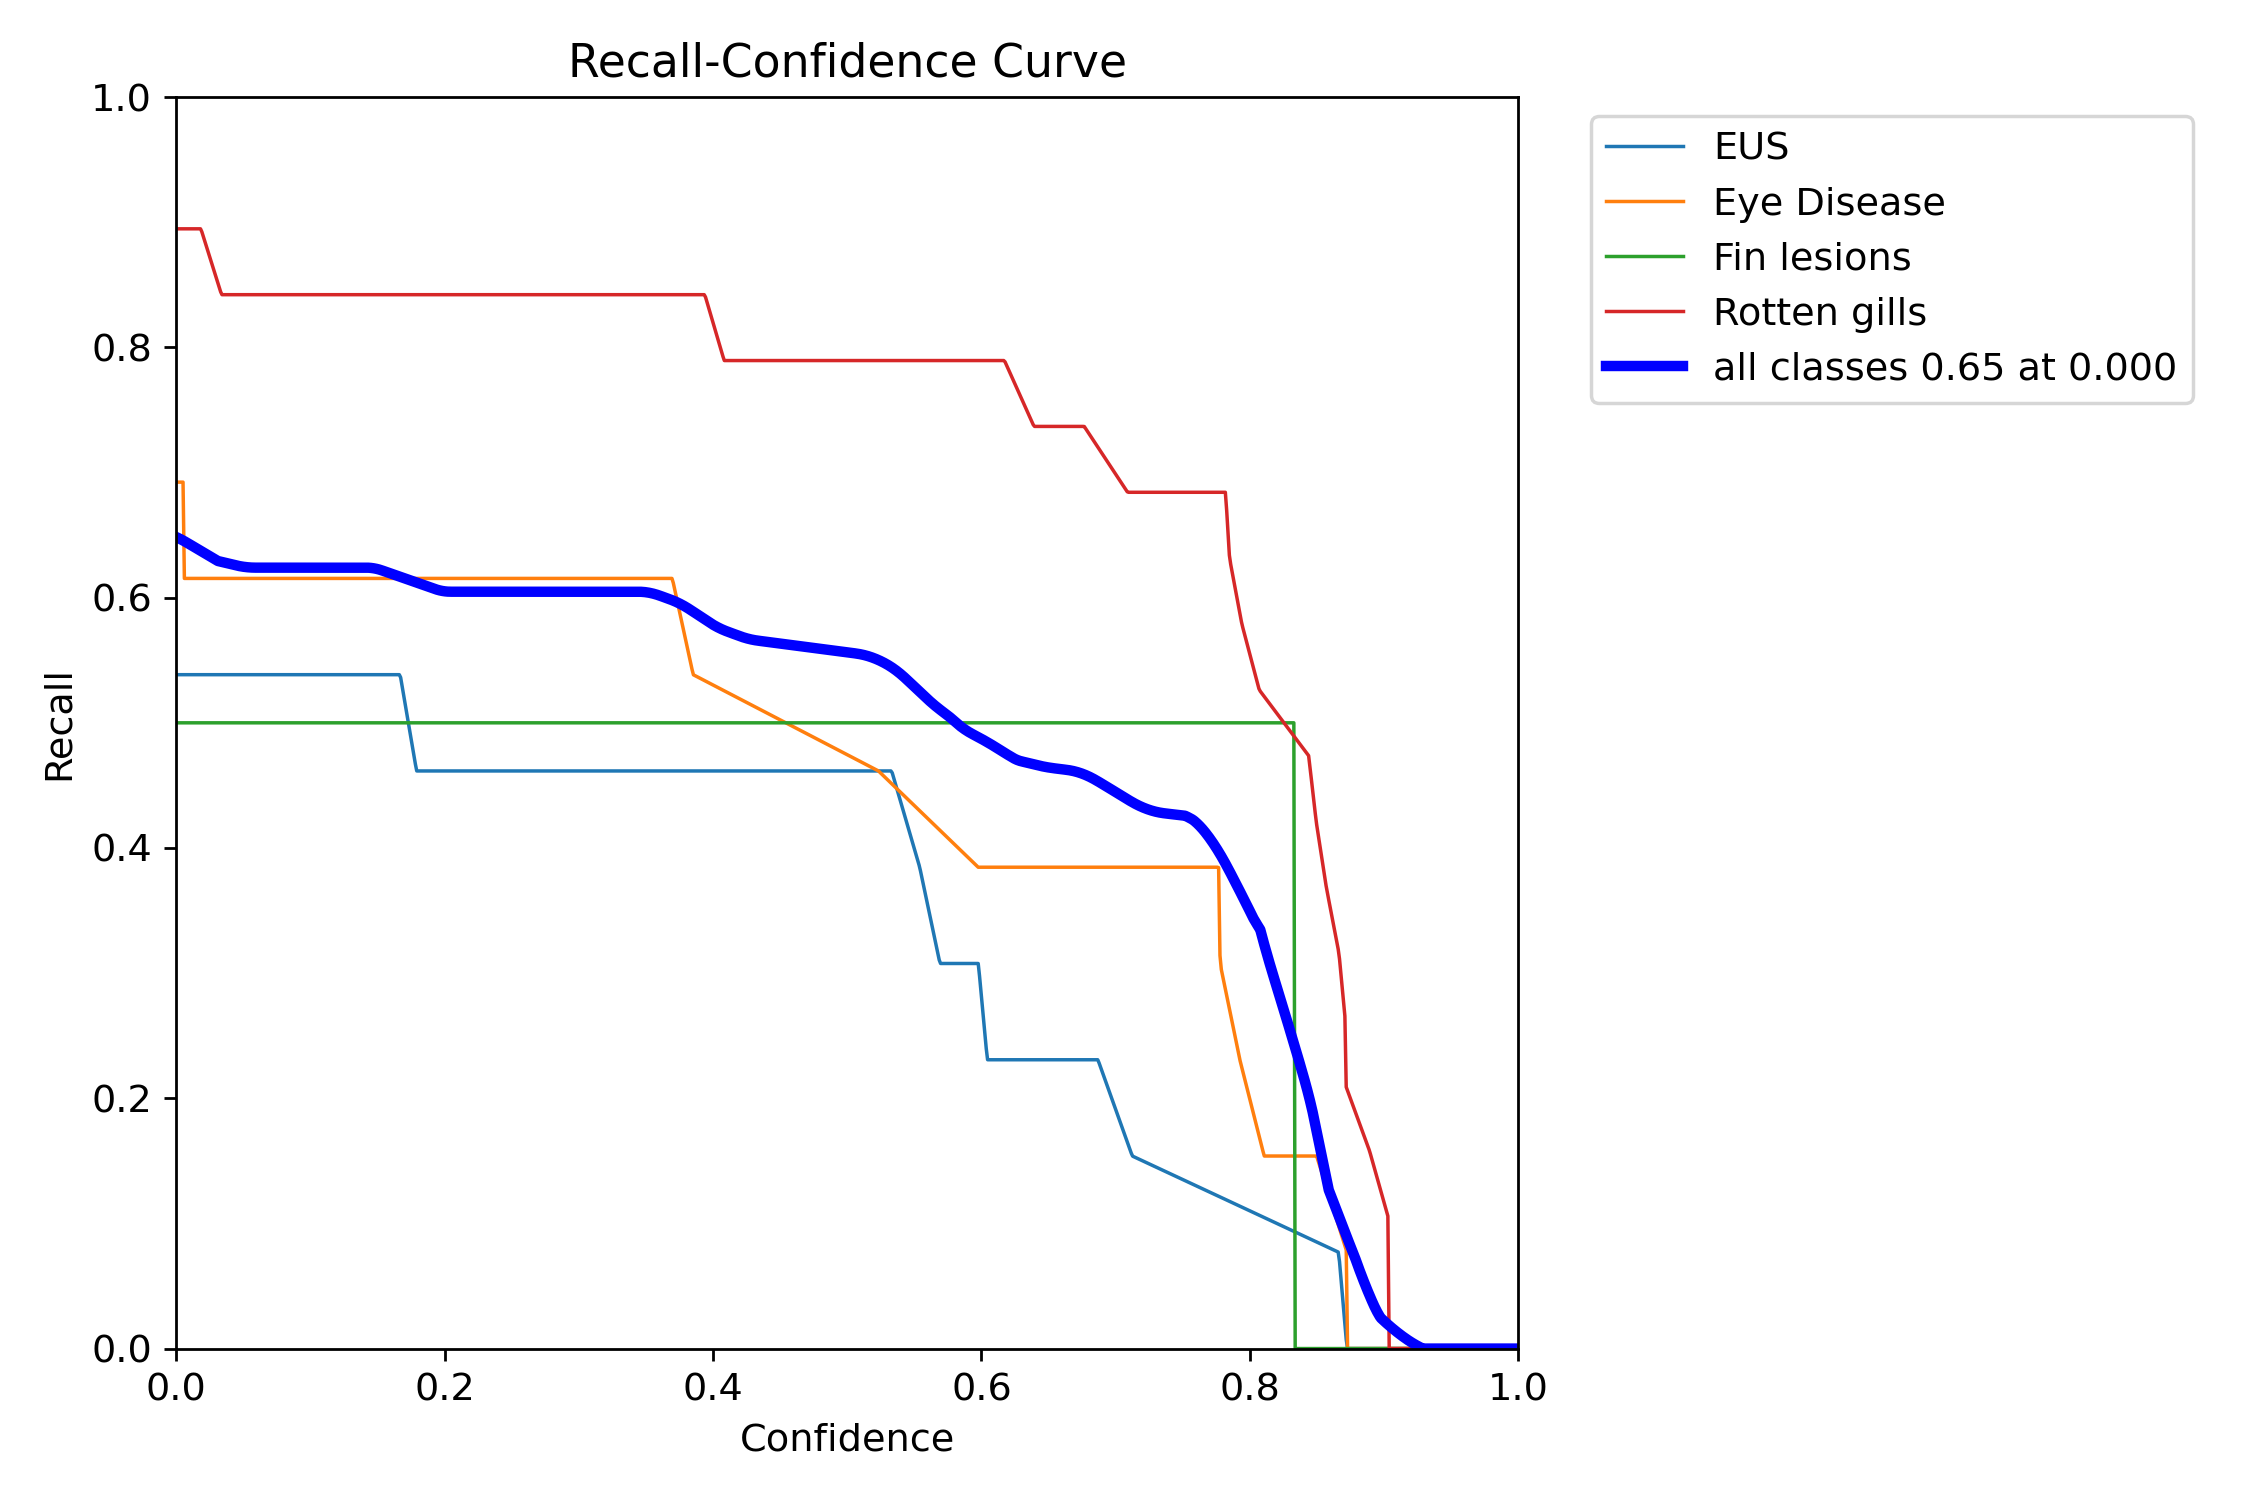 Recall-Confidence Curve
1.0
0.8
0.6
0.4
0.2
0.0
Recall
0.0 0.2 0.4 0.6 0.8 1.0
Confidence
EUS
Eye Disease
Fin lesions
Rotten gills
all classes 0.65 at 0.000